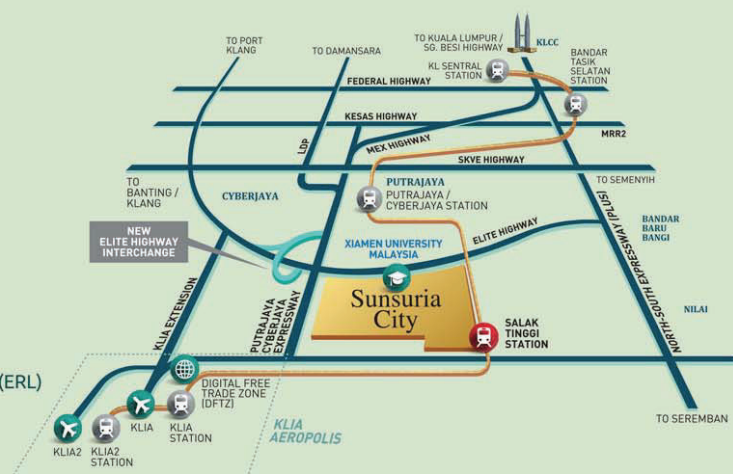 TO PORT
KLANG
TO DAMANSARA
TO KUALA LUMPUR /
SG. BESI HIGHWAY
KLCC
KL SENTRAL
STATION
BANDAR
TASIK
SELATAN
STATION
FEDERAL HIGHWAY
KESAS HIGHWAY
MRR2
LDP
MEX HIGHWAY
SKVE HIGHWAY
TO
BANTING /
KLANG
CYBERJAYA
PUTRAJAYA
PUTRAJAYA /
CYBERJAYA STATION
TO SEMENYIH
NEW
ELITE HIGHWAY
INTERCHANGE
XIAMEN UNIVERSITY
MALAYSIA
ELITE HIGHWAY
BANDAR
BARU
BANGI
NORTH-SOUTH EXPRESSWAY (PLUS)
Sunsuria
City
NILAI
KLIA EXTENSION
PUTRAJAYA
CYBERJAYA
EXPRESSWAY
SALAK
TINGGI
STATION
(ERL)
DIGITAL FREE
TRADE ZONE
(DFTZ)
KLIA2
KLIA2
STATION
KLIA
KLIA
STATION
KLIA
AEROPOLIS
TO SEREMBAN